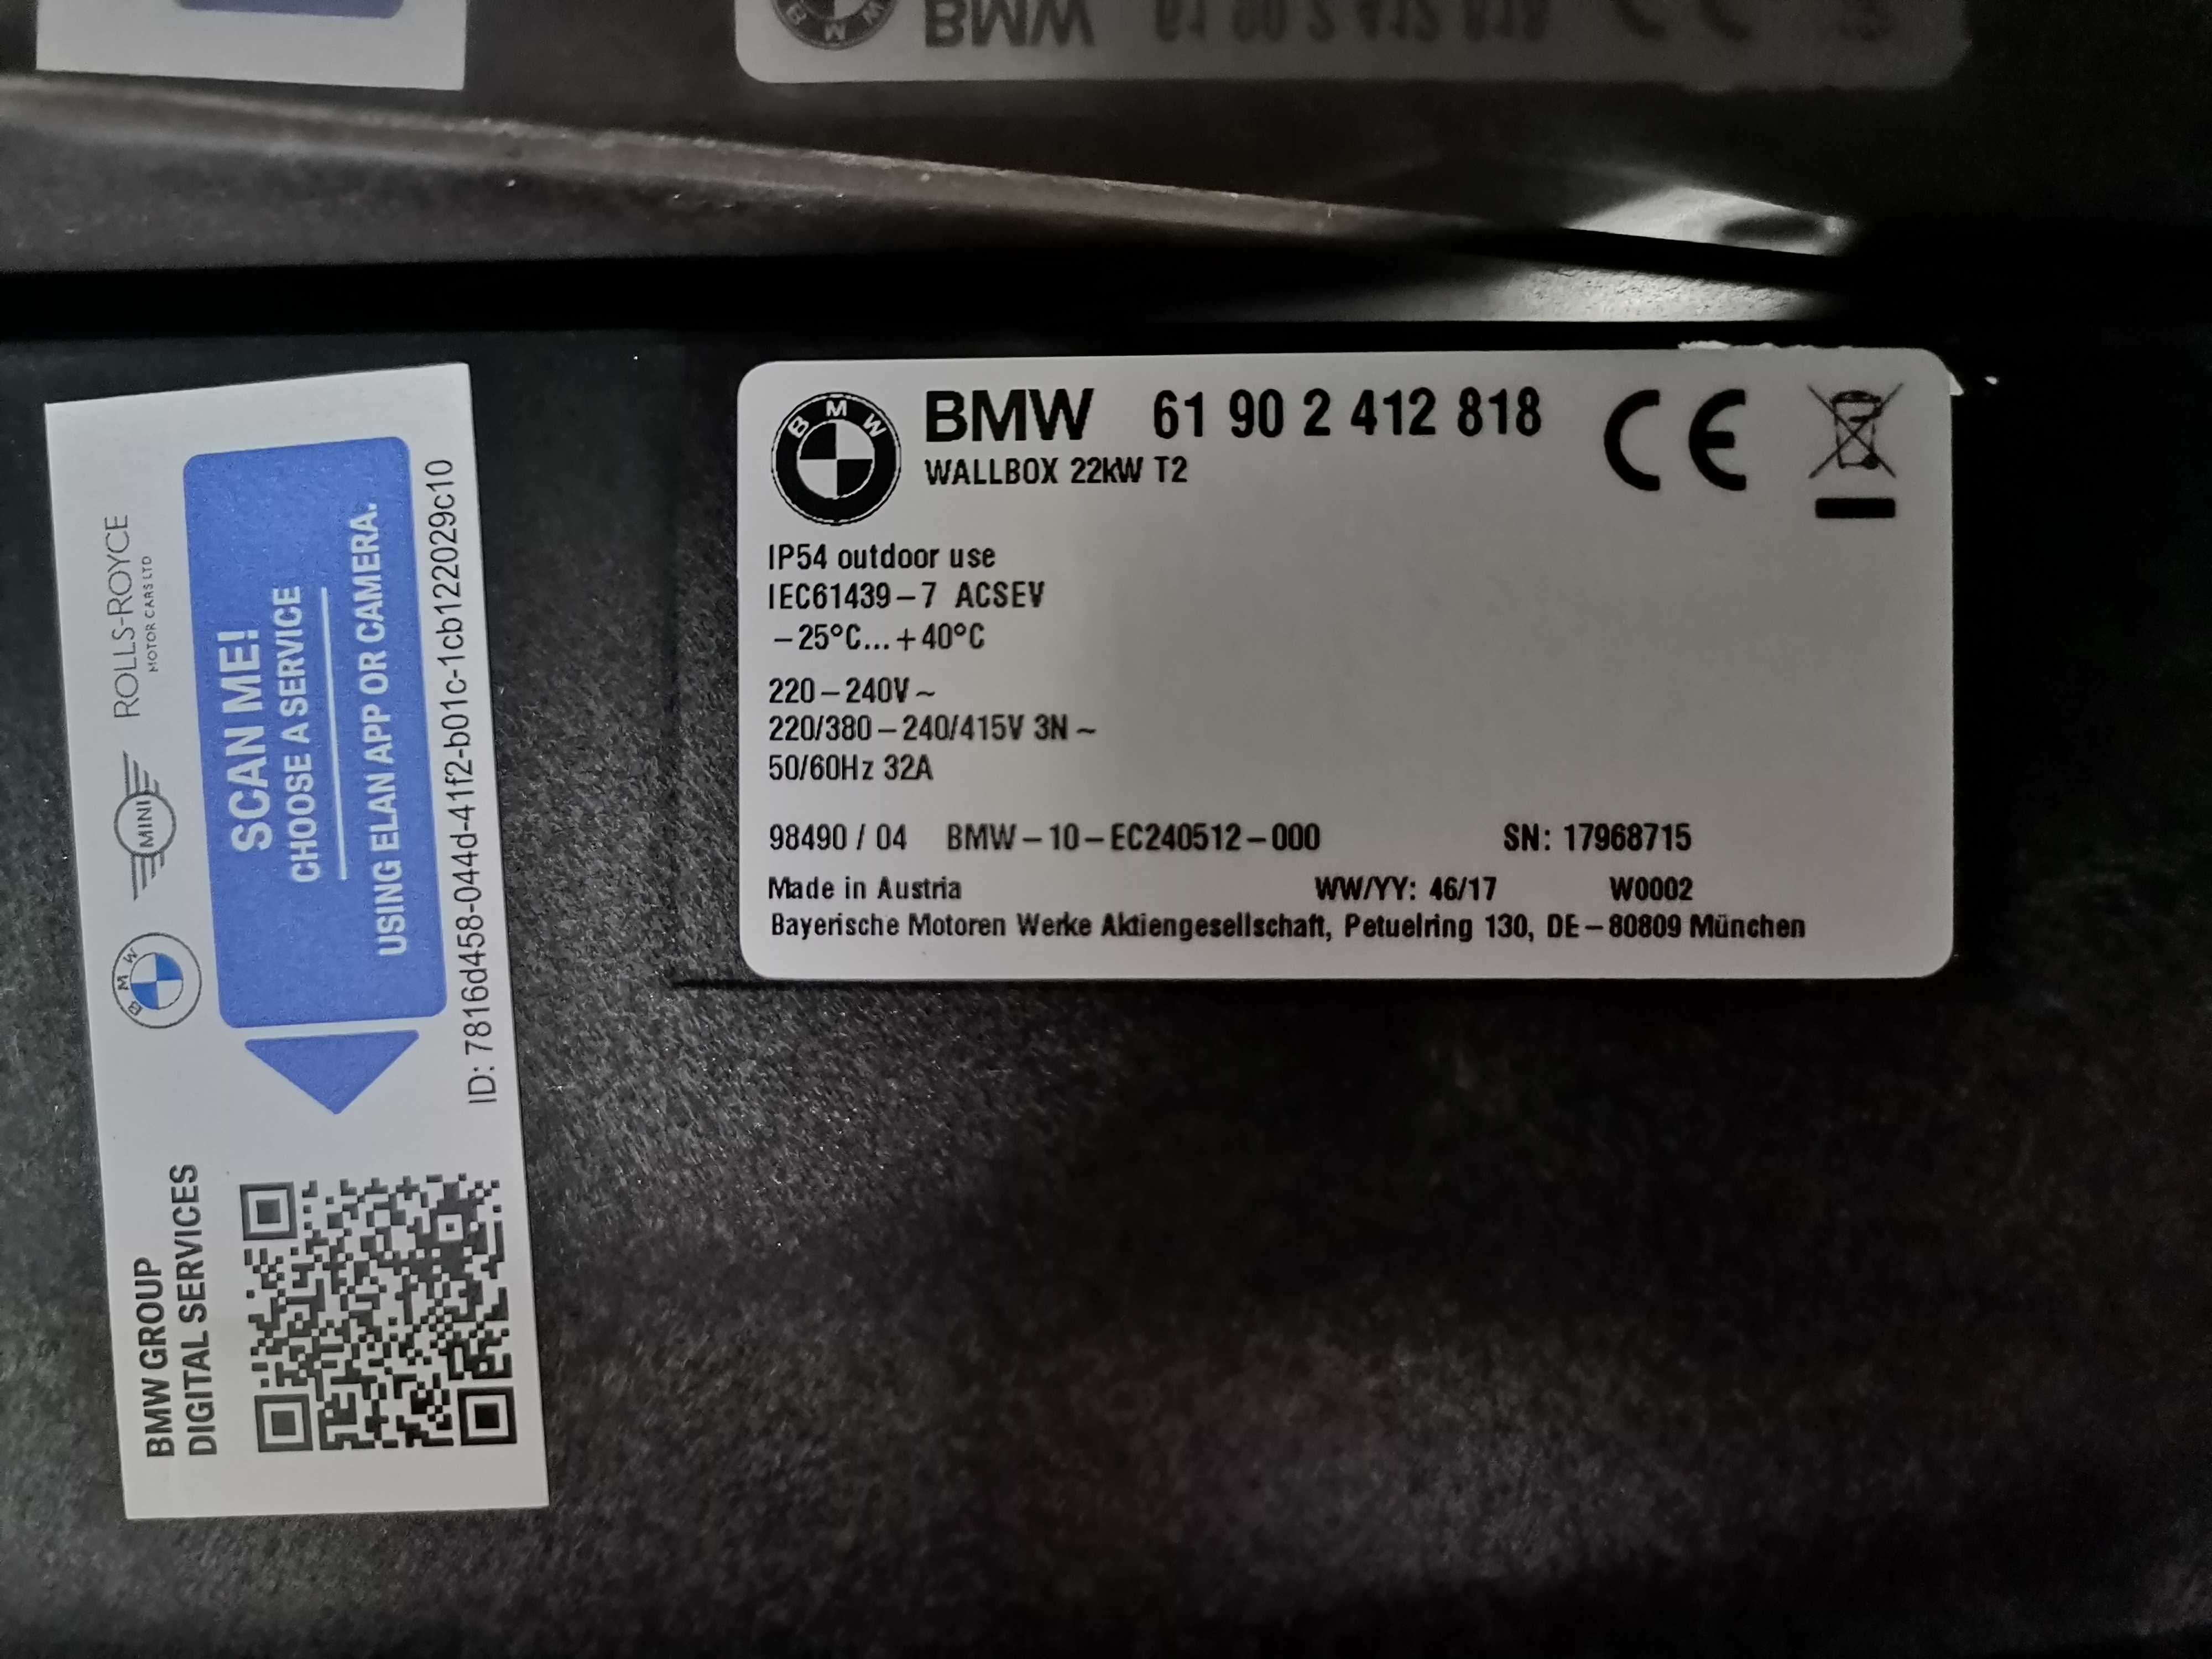 BMW GROUP
DIGITAL SERVICES
BMW
MINI
ROLLS-ROYCE
MOTOR CARS LTD
SCAN ME!
CHOOSE A SERVICE
USING ELAN APP OR CAMERA.
ID: 7816d458-044d-41f2-b01c-1cb122029c10
BMW
BMW 61 90 2 412 818 CE
WALLBOX 22kW T2
IP54 outdoor use
IEC61439-7 ACSEV
-25°C...+40°C
220-240V~
220/380-240/415V 3N~
50/60Hz 32A
98490 / 04 BMW-10-EC240512-000 SN: 17968715
Made in Austria WW/YY: 46/17 W0002
Bayerische Motoren Werke Aktiengesellschaft, Petuelring 130, DE-80809 München